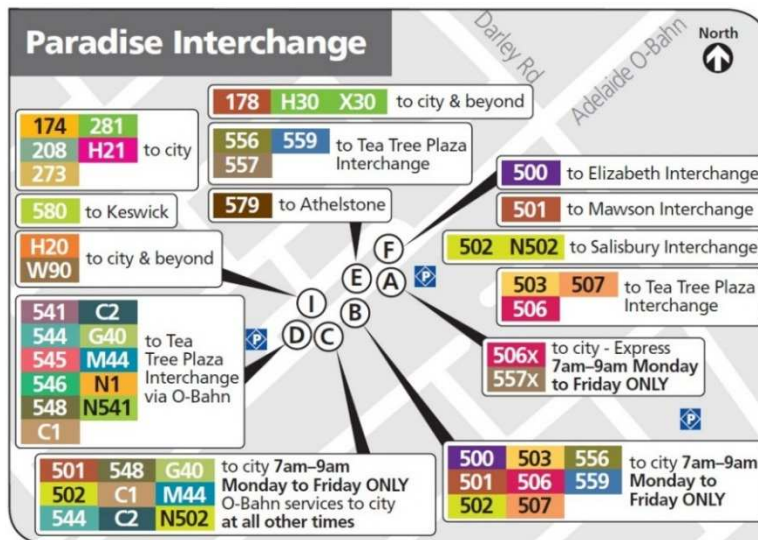 Paradise Interchange
Darley Rd
Adelaide O-Bahn
North
178 H30 X30 to city & beyond
174 281
208 H21 to city
273
556 559 to Tea Tree Plaza
557 Interchange
500 to Elizabeth Interchange
580 to Keswick
579 to Athelstone
501 to Mawson Interchange
H20
W90 to city & beyond
502 N502 to Salisbury Interchange
503 507 to Tea Tree Plaza
506 Interchange
F
E A P
I B
D C P
541 C2
544 G40 to Tea
545 M44 Tree Plaza
546 N1 Interchange
548 N541 via O-Bahn
C1
506x to city - Express
557x 7am–9am Monday
to Friday ONLY
P
501 548 G40 to city 7am–9am
502 C1 M44 Monday to Friday ONLY
544 C2 N502 O-Bahn services to city
at all other times
500 503 556 to city 7am–9am
501 506 559 Monday to
502 507 Friday ONLY